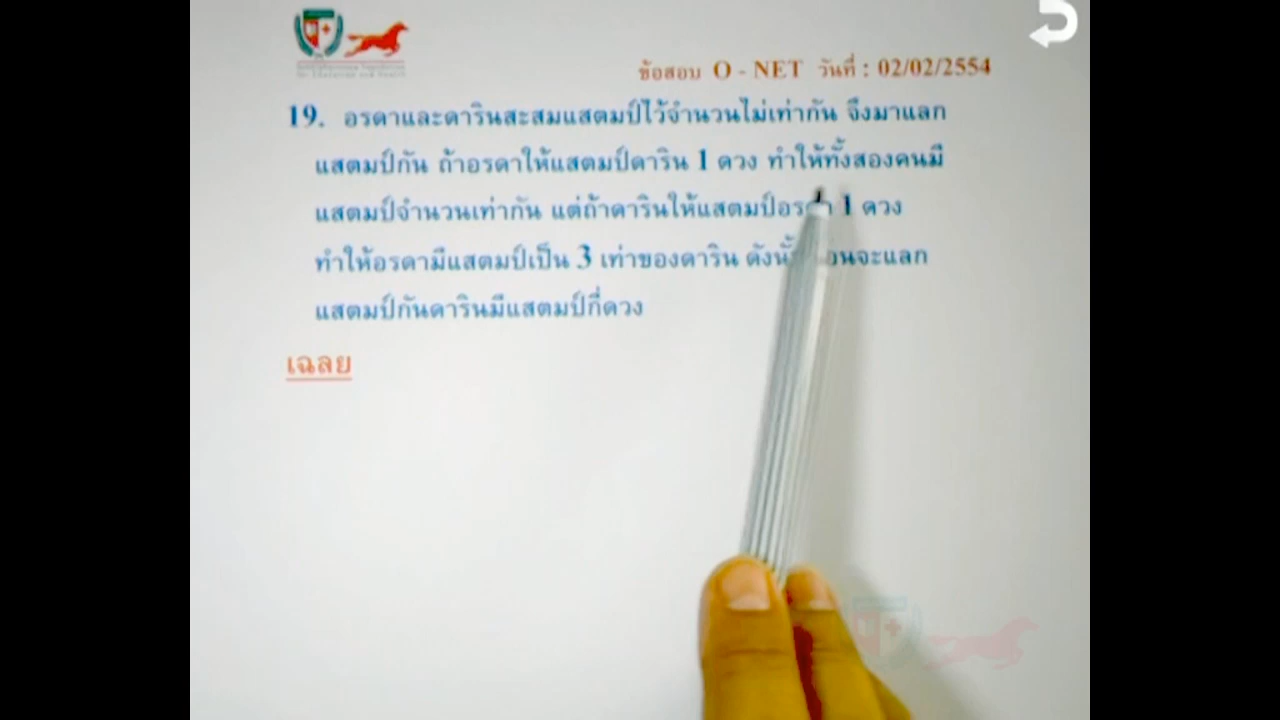 ข้อสอบ O - NET วันที่ : 02/02/2554
19. อรดาและดารินสะสมแสตมป์ไว้จำนวนไม่เท่ากัน จึงมาแลก
แสตมป์กัน ถ้าอรดาให้แสตมป์ดาริน 1 ดวง ทำให้ทั้งสองคนมี
แสตมป์จำนวนเท่ากัน แต่ถ้าดารินให้แสตมป์อรดา 1 ดวง
ทำให้อรดามีแสตมป์เป็น 3 เท่าของดาริน ดังนั้นก่อนจะแลก
แสตมป์กันดารินมีแสตมป์กี่ดวง
เฉลย